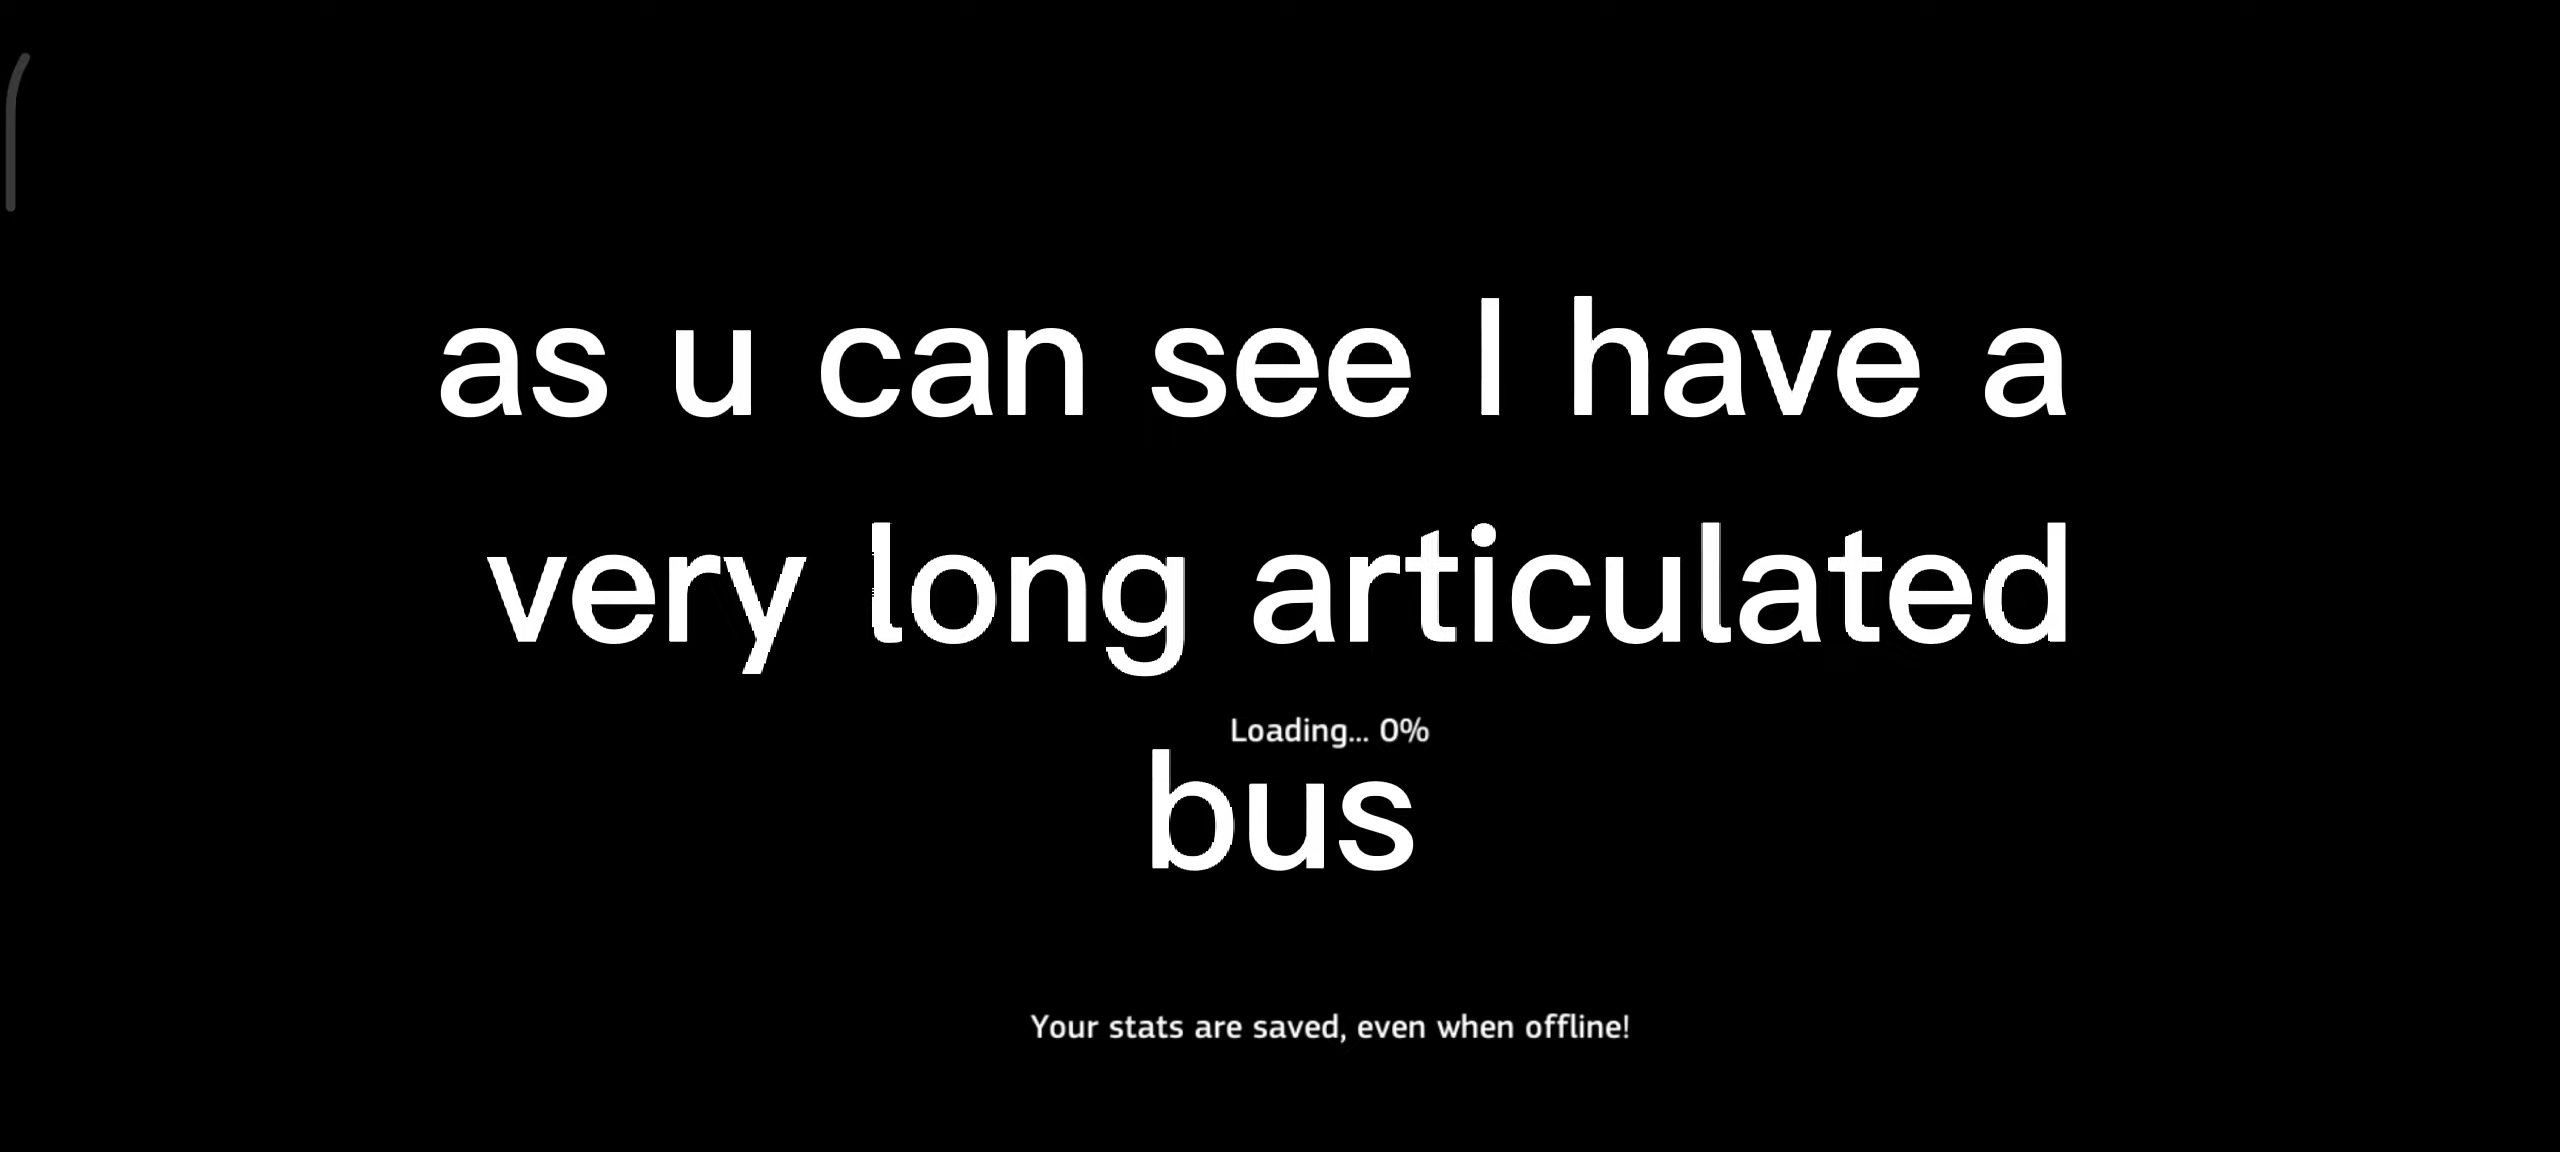 as u can see I have a
very long articulated
Loading... 0%
bus
Your stats are saved, even when offline!